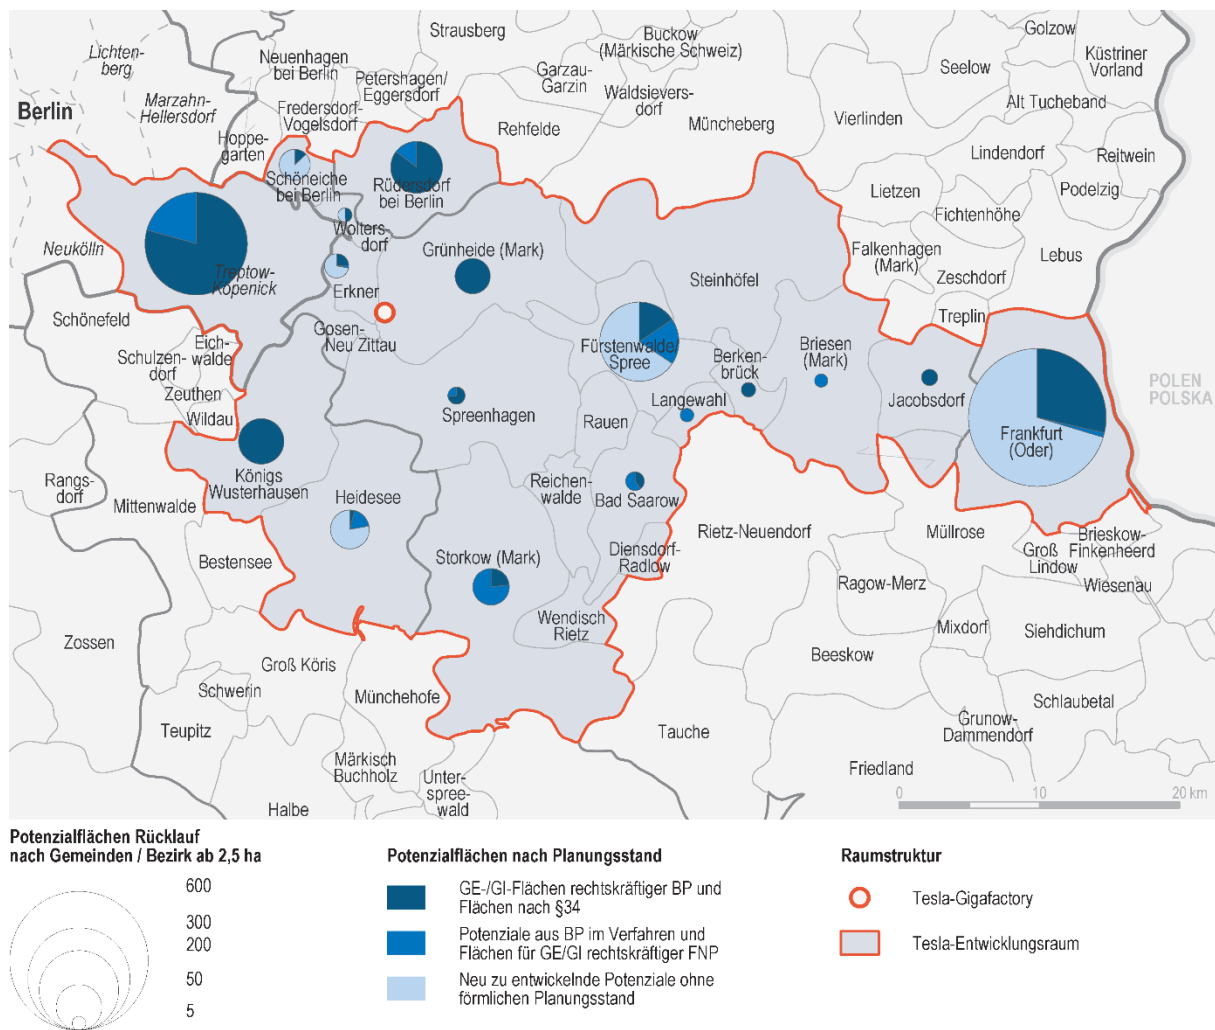 Strausberg
Buckow
(Märkische Schweiz)
Golzow
Lichten-
berg
Neuenhagen
bei Berlin
Küstriner
Vorland
Garzau-
Garzin
Seelow
Petershagen/
Eggersdorf
Waldsievers-
dorf
Marzahn-
Hellersdorf
Berlin
Fredersdorf-
Vogelsdorf
Alt Tucheband
Rehfelde
Müncheberg
Vierlinden
Hoppe-
garten
Lindendorf
Reitwein
Schöneiche
bei Berlin
Rüdersdorf
bei Berlin
Lietzen
Podelzig
Fichtenhöhe
Wolters-
dorf
Neukölln
Grünheide (Mark)
Falkenhagen
(Mark)
Lebus
Treptow-
Köpenick
Zeschdorf
Steinhöfel
Erkner
Schönefeld
Gosen-
Neu Zittau
Treplin
Eich-
walde
Schulzen-
dorf
Fürstenwalde/
Spree
Berken-
brück
Briesen
(Mark)
POLEN
POLSKA
Zeuthen
Langewahl
Jacobsdorf
Wildau
Spreenhagen
Rauen
Frankfurt
(Oder)
Königs
Wusterhausen
Rangs-
dorf
Mittenwalde
Heidesee
Reichen-
walde
Bad Saarow
Rietz-Neuendorf
Müllrose
Brieskow-
Finkenheerd
Bestensee
Storkow (Mark)
Diensdorf-
Radlow
Groß
Lindow
Wiesenau
Ragow-Merz
Wendisch
Rietz
Mixdorf
Siehdichum
Zossen
Beeskow
Groß Köris
Schwerin
Münchehofe
Schlaubetal
Teupitz
Tauche
Grunow-
Dammendorf
Märkisch
Buchholz
Unter-
spree-
wald
Friedland
Halbe
0
10
20 km
Potenzialflächen Rücklauf
nach Gemeinden / Bezirk ab 2,5 ha
600
300
200
50
5
Potenzialflächen nach Planungsstand
GE-/GI-Flächen rechtskräftiger BP und
Flächen nach §34
Potenziale aus BP im Verfahren und
Flächen für GE/GI rechtskräftiger FNP
Neu zu entwickelnde Potenziale ohne
förmlichen Planungsstand
Raumstruktur
Tesla-Gigafactory
Tesla-Entwicklungsraum